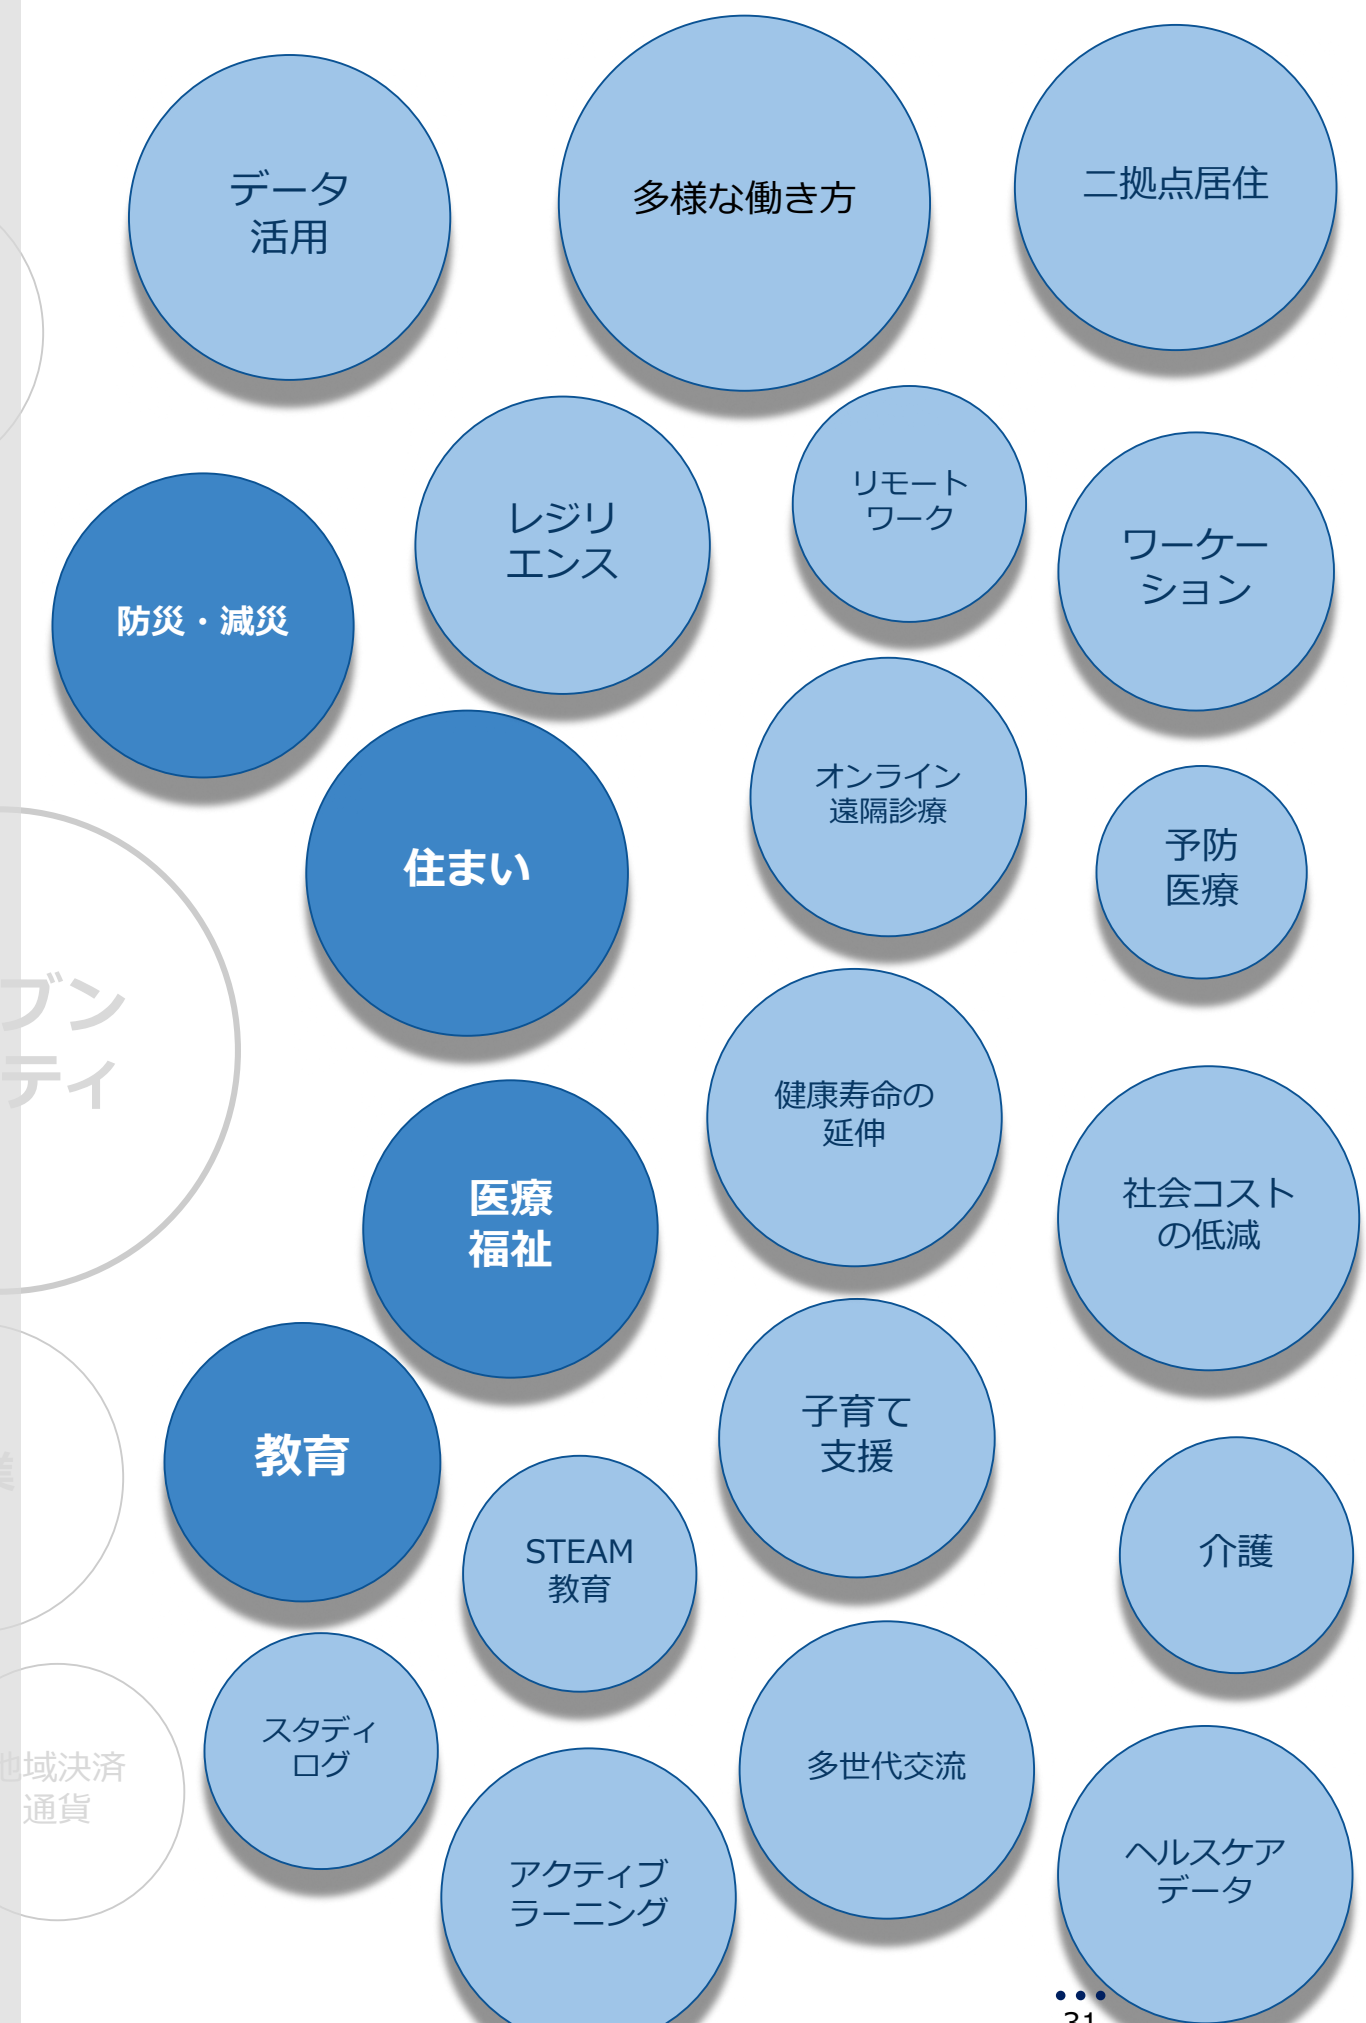 データ
活用
多様な働き方
二拠点居住
レジリ
エンス
リモート
ワーク
ワーケー
ション
防災・減災
住まい
オンライン
遠隔診療
予防
医療
ブン
ティ
健康寿命の
延伸
医療
福祉
社会コスト
の低減
教育
子育て
支援
STEAM
教育
介護
スタディ
ログ
多世代交流
地域決済
通貨
アクティブ
ラーニング
ヘルスケア
データ
31